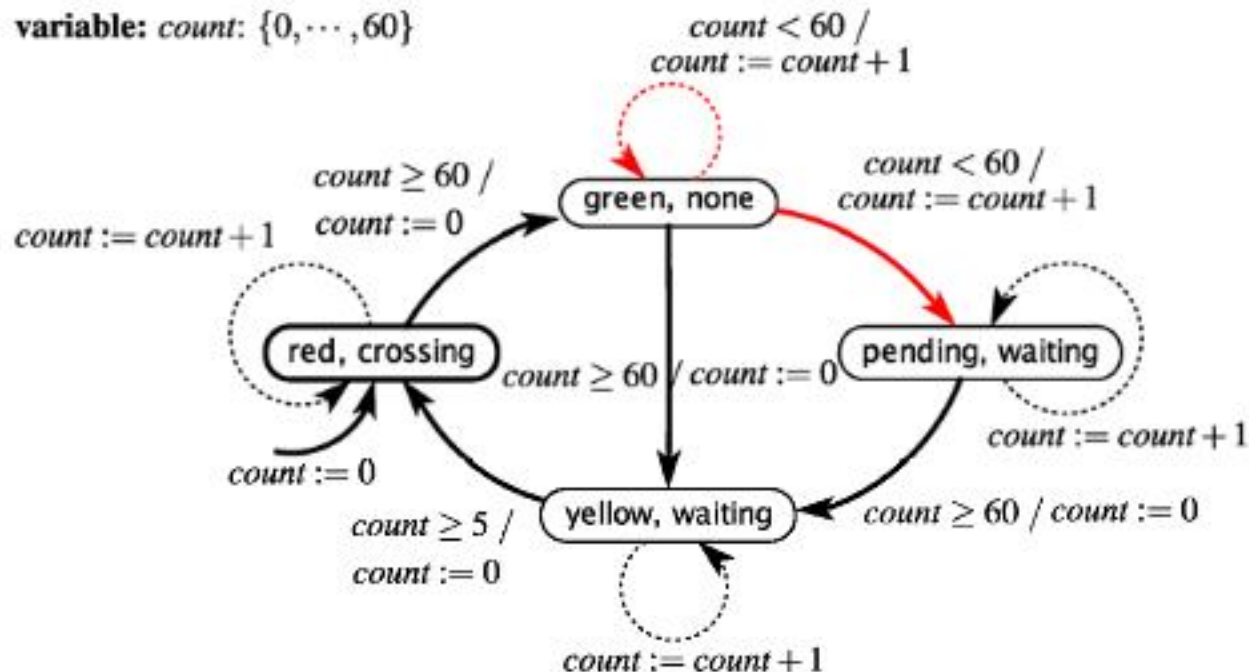 variable: count: {0,⋯,60}
count < 60 /
count := count + 1
count ≥ 60 /
count := 0
green, none
count < 60 /
count := count + 1
count := count + 1
red, crossing
pending, waiting
count ≥ 60 / count := 0
count := count + 1
count := 0
count ≥ 5 /
count := 0
yellow, waiting
count ≥ 60 / count := 0
count := count + 1